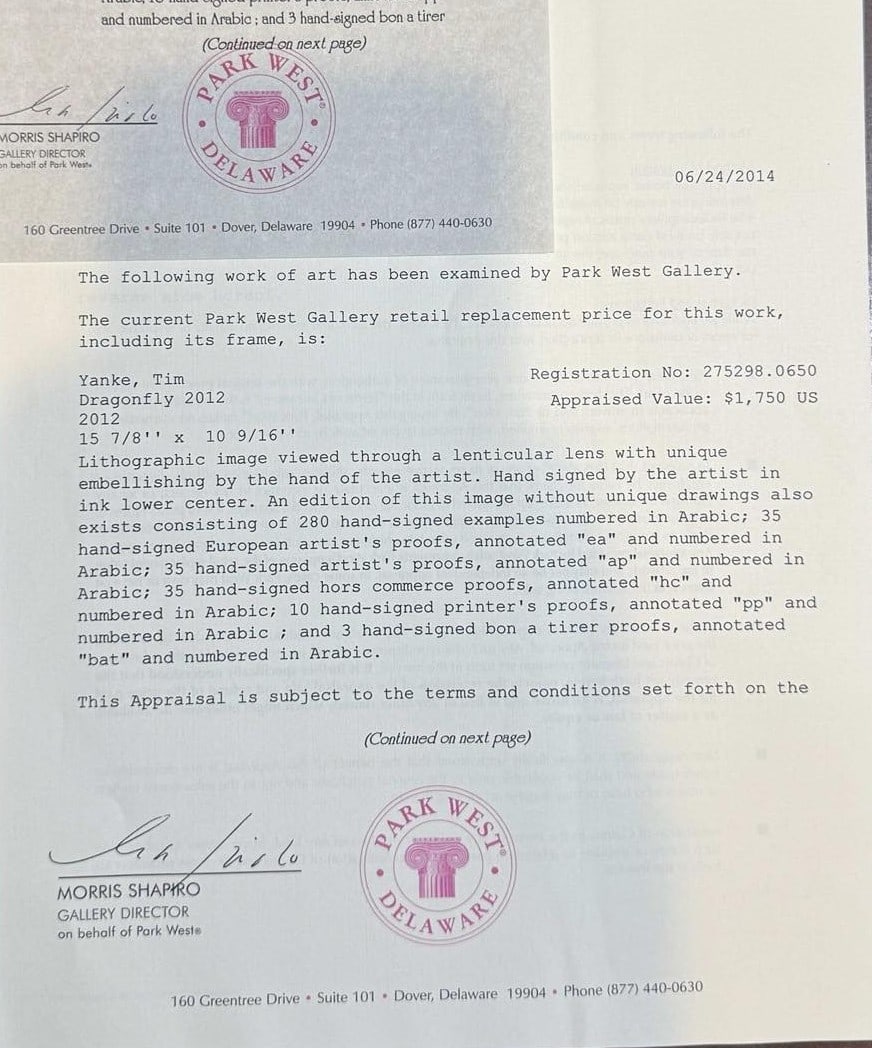 and numbered in Arabic ; and 3 hand-signed bon a tirer
(Continued on next page)
PARK WEST®
DELAWARE
MORRIS SHAPIRO
GALLERY DIRECTOR
on behalf of Park West®
160 Greentree Drive • Suite 101 • Dover, Delaware 19904 • Phone (877) 440-0630
06/24/2014
The following work of art has been examined by Park West Gallery.
The current Park West Gallery retail replacement price for this work,
including its frame, is:
Yanke, Tim
Registration No: 275298.0650
Dragonfly 2012
Appraised Value: $1,750 US
2012
15 7/8'' x 10 9/16''
Lithographic image viewed through a lenticular lens with unique
embellishing by the hand of the artist. Hand signed by the artist in
ink lower center. An edition of this image without unique drawings also
exists consisting of 280 hand-signed examples numbered in Arabic; 35
hand-signed European artist's proofs, annotated "ea" and numbered in
Arabic; 35 hand-signed artist's proofs, annotated "ap" and numbered in
Arabic; 35 hand-signed hors commerce proofs, annotated "hc" and
numbered in Arabic; 10 hand-signed printer's proofs, annotated "pp" and
numbered in Arabic ; and 3 hand-signed bon a tirer proofs, annotated
"bat" and numbered in Arabic.
This Appraisal is subject to the terms and conditions set forth on the
(Continued on next page)
PARK WEST®
DELAWARE
MORRIS SHAPIRO
GALLERY DIRECTOR
on behalf of Park West®
160 Greentree Drive • Suite 101 • Dover, Delaware 19904 • Phone (877) 440-0630